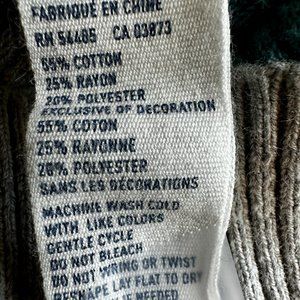 FABRIQUE EN CHINE
RN 54485 CA 03873
55% COTTON
25% RAYON
20% POLYESTER
EXCLUSIVE OF DECORATION
55% COTON
25% RAYONNE
20% POLYESTER
SANS LES DECORATIONS
MACHINE WASH COLD
WITH LIKE COLORS
GENTLE CYCLE
DO NOT BLEACH
DO NOT WRING OR TWIST
RESHAPE LAY FLAT TO DRY
NEEDED